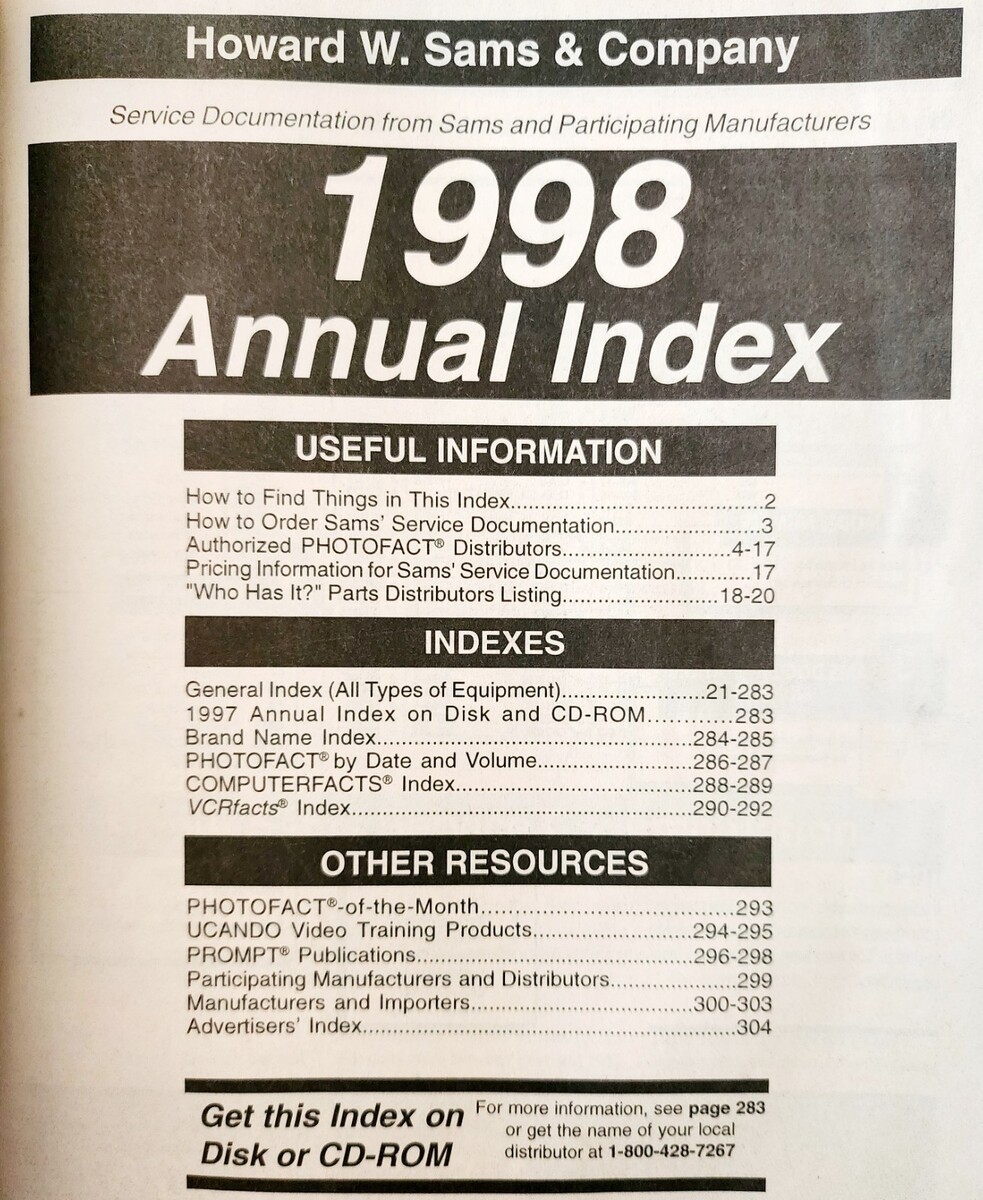 Howard W. Sams & Company
Service Documentation from Sams and Participating Manufacturers
1998
Annual Index
USEFUL INFORMATION
How to Find Things in This Index..................................2
How to Order Sams' Service Documentation....................3
Authorized PHOTOFACT® Distributors.......................4-17
Pricing Information for Sams' Service Documentation............17
"Who Has It?" Parts Distributors Listing.....................18-20
INDEXES
General Index (All Types of Equipment).....................21-283
1997 Annual Index on Disk and CD-ROM............283
Brand Name Index...........................................284-285
PHOTOFACT® by Date and Volume.....................286-287
COMPUTERFACTS® Index................................288-289
VCRfacts® Index..............................................290-292
OTHER RESOURCES
PHOTOFACT®-of-the-Month..................................293
UCANDO Video Training Products.....................294-295
PROMPT® Publications.....................................296-298
Participating Manufacturers and Distributors.................299
Manufacturers and Importers..............................300-303
Advertisers' Index...................................................304
Get this Index on
Disk or CD-ROM
For more information, see page 283
or get the name of your local
distributor at 1-800-428-7267